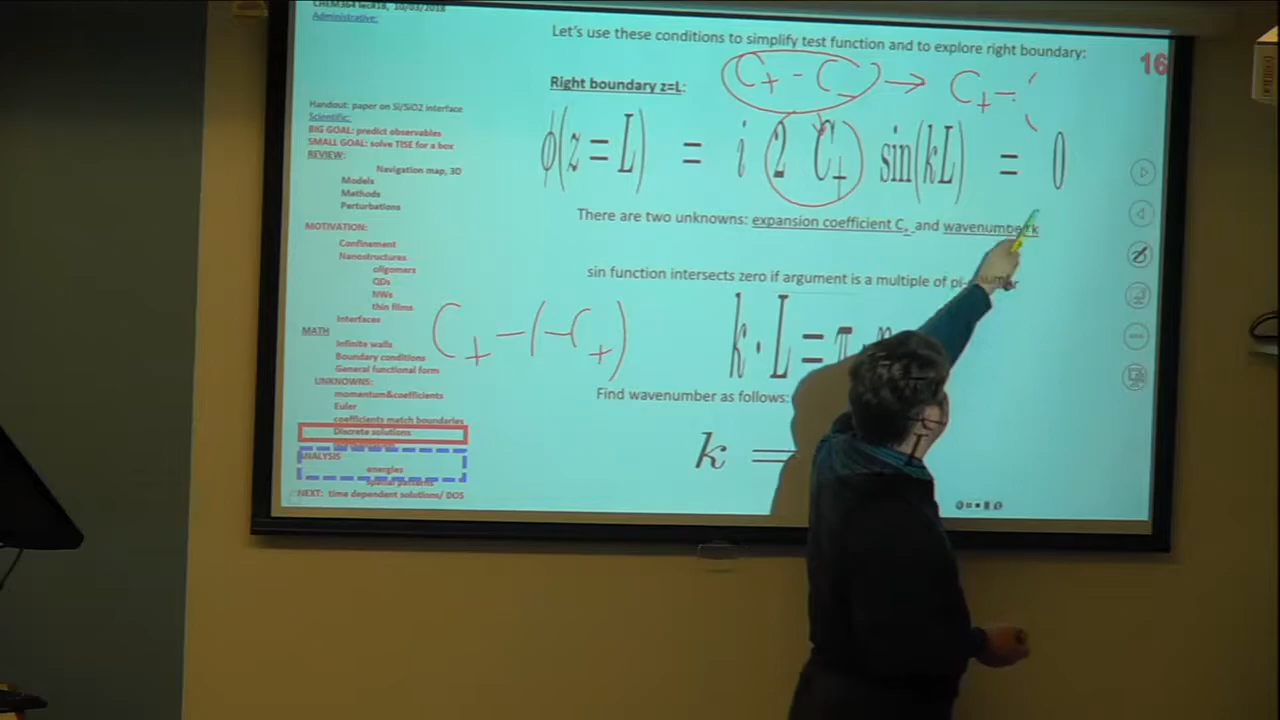 CHEM364 lec#18, 10/03/2018
Administrative:
Handout: paper on Si/SiO2 interface
Scientific:
BIG GOAL: predict observables
SMALL GOAL: solve TISE for a box
REVIEW:
Navigation map, 3D
Models
Methods
Perturbations
MOTIVATION:
Confinement
Nanostructures
oligomers
QDs
NWs
thin films
Interfaces
MATH
Infinite walls
Boundary conditions
General functional form
UNKNOWNS:
momentum&coefficients
Euler
coefficients match boundaries
Discrete solutions
ANALYSIS
energies
spatial patterns
NEXT: time dependent solutions/ DOS
Let's use these conditions to simplify test function and to explore right boundary:
16
Right boundary z=L:
C₊ - C₋ → C₊ -
ϕ(z = L) = i 2 C₊ sin(kL) = 0
There are two unknowns: expansion coefficient C₊ and wavenumber k
sin function intersects zero if argument is a multiple of
C₊ - (-C₊)
k · L = π
Find wavenumber as follows:
k =